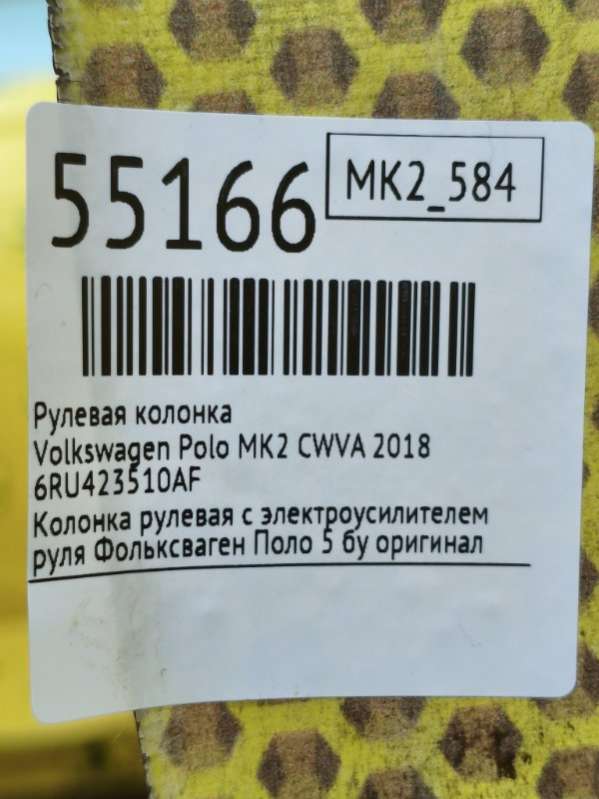 55166
MK2_584
Рулевая колонка
Volkswagen Polo MK2 CWVA 2018
6RU423510AF
Колонка рулевая с электроусилителем
руля Фольксваген Поло 5 бу оригинал